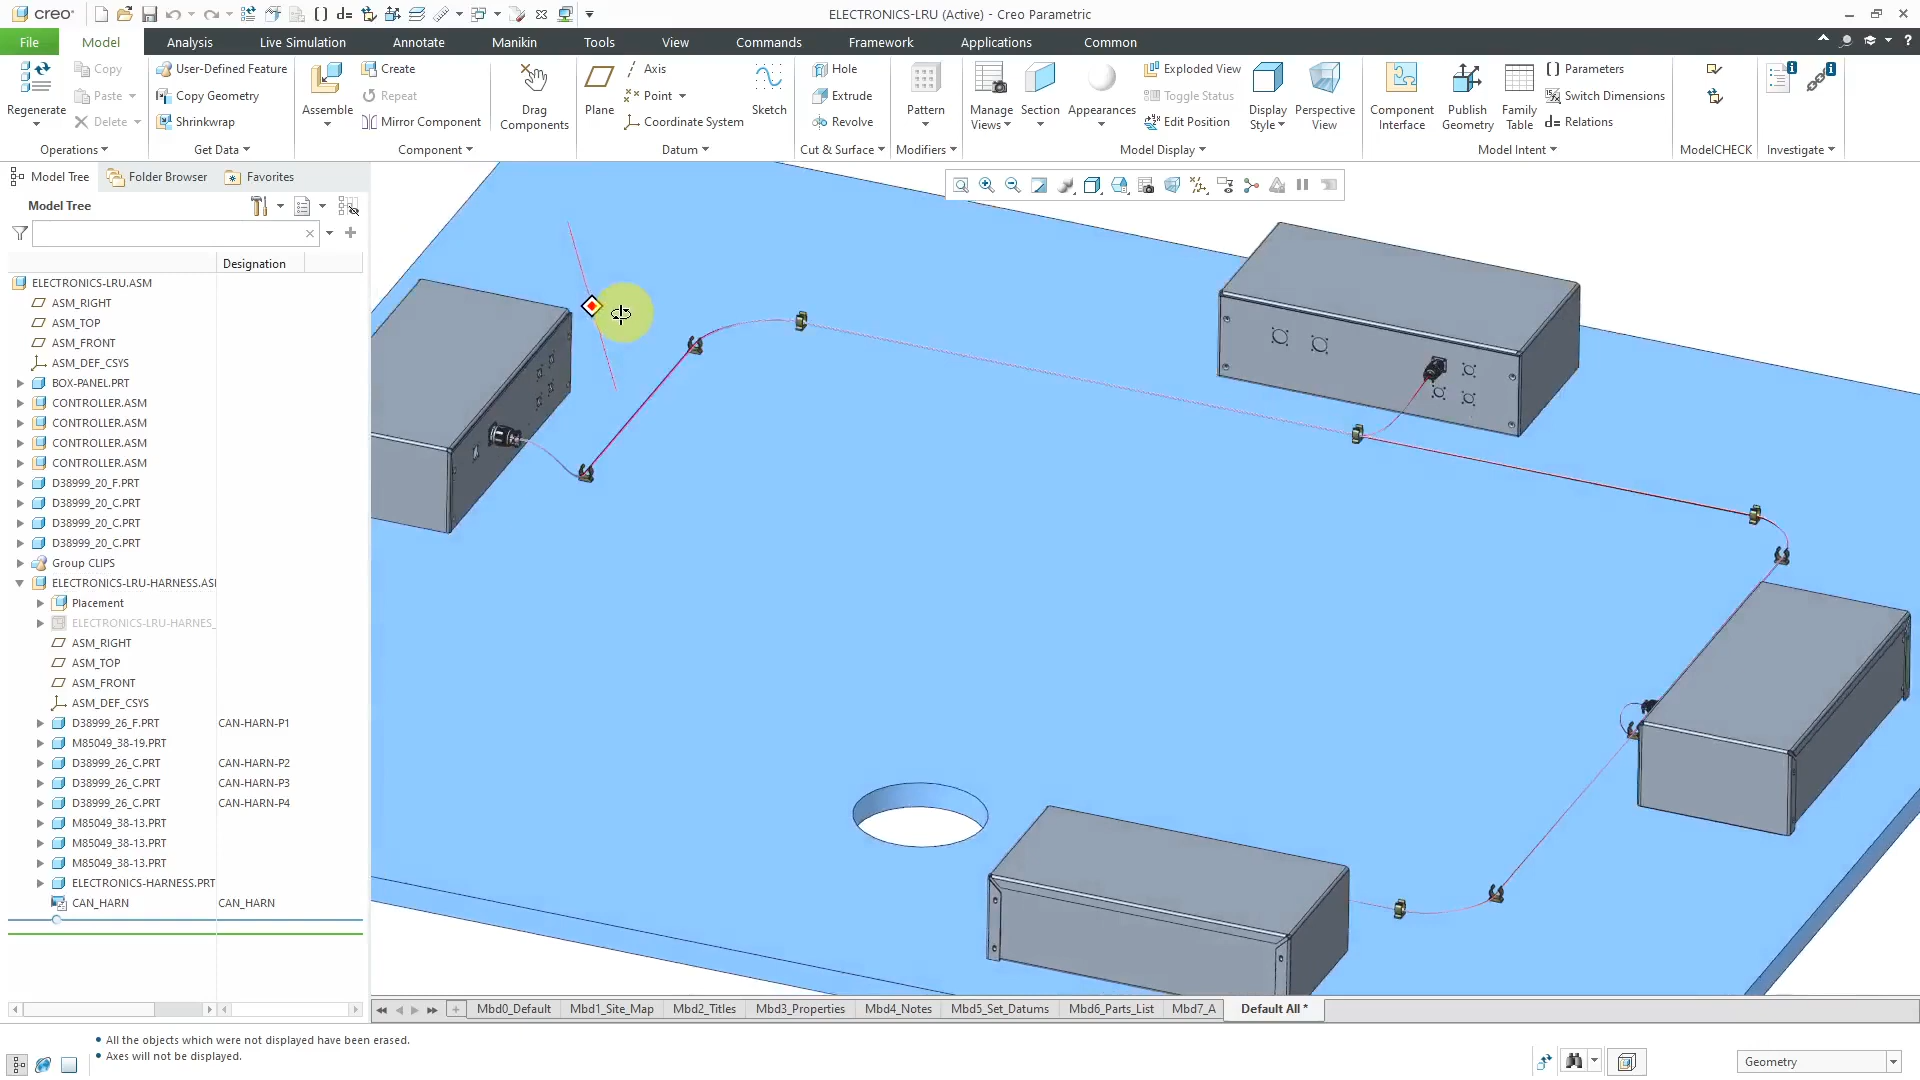 creo
ELECTRONICS-LRU (Active) - Creo Parametric
File Model Analysis Live Simulation Annotate Manikin Tools View Commands Framework Applications Common
Regenerate
Copy
Paste
Delete
Operations
User-Defined Feature
Copy Geometry
Shrinkwrap
Get Data
Assemble
Create
Repeat
Mirror Component
Drag
Components
Component
Plane
Axis
Point
Coordinate System
Sketch
Datum
Hole
Extrude
Revolve
Cut & Surface
Pattern
Modifiers
Manage
Views
Section
Appearances
Exploded View
Toggle Status
Edit Position
Display
Style
Perspective
View
Model Display
Component
Interface
Publish
Geometry
Family
Table
Parameters
Switch Dimensions
d= Relations
Model Intent
ModelCHECK
Investigate
Model Tree Folder Browser Favorites
Model Tree
Designation
ELECTRONICS-LRU.ASM
ASM_RIGHT
ASM_TOP
ASM_FRONT
ASM_DEF_CSYS
BOX-PANEL.PRT
CONTROLLER.ASM
CONTROLLER.ASM
CONTROLLER.ASM
CONTROLLER.ASM
D38999_20_F.PRT
D38999_20_C.PRT
D38999_20_C.PRT
D38999_20_C.PRT
Group CLIPS
ELECTRONICS-LRU-HARNESS.AS
Placement
ELECTRONICS-LRU-HARNES_
ASM_RIGHT
ASM_TOP
ASM_FRONT
ASM_DEF_CSYS
D38999_26_F.PRT CAN-HARN-P1
M85049_38-19.PRT
D38999_26_C.PRT CAN-HARN-P2
D38999_26_C.PRT CAN-HARN-P3
D38999_26_C.PRT CAN-HARN-P4
M85049_38-13.PRT
M85049_38-13.PRT
M85049_38-13.PRT
ELECTRONICS-HARNESS.PRT
CAN_HARN CAN_HARN
Mbd0_Default Mbd1_Site_Map Mbd2_Titles Mbd3_Properties Mbd4_Notes Mbd5_Set_Datums Mbd6_Parts_List Mbd7_A Default All *
• All the objects which were not displayed have been erased.
• Axes will not be displayed.
Geometry